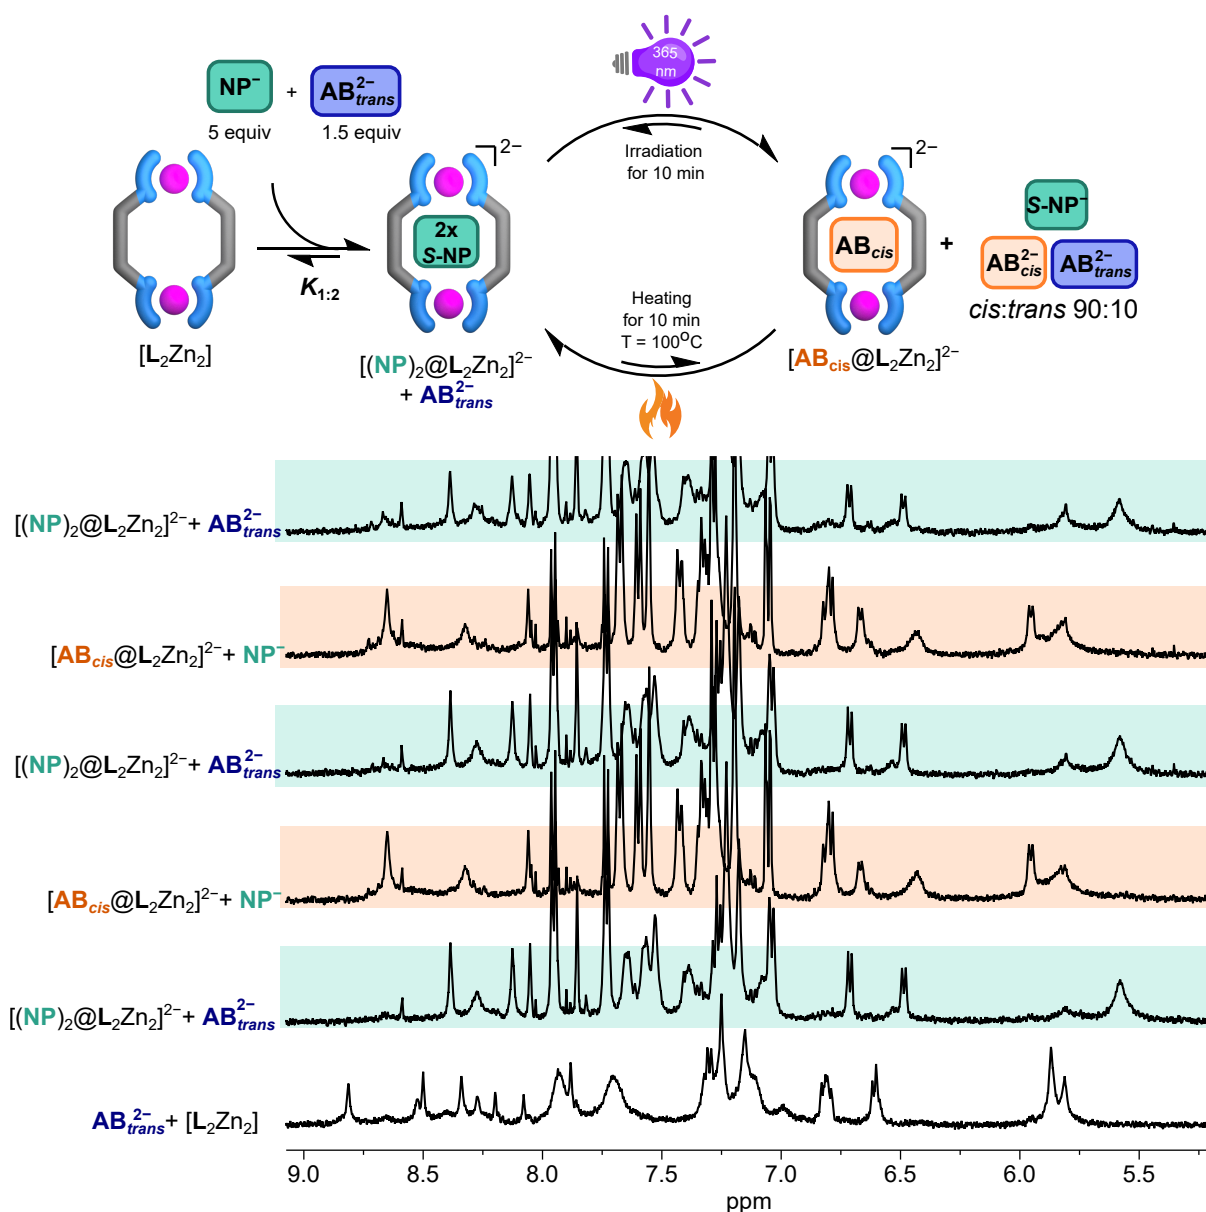 365
nm
NP⁻ + AB²⁻trans
5 equiv 1.5 equiv
Irradiation
for 10 min
2−
2−
2x
S-NP
K1:2
ABcis
+
S-NP⁻
AB²⁻cis AB²⁻trans
cis:trans 90:10
Heating
for 10 min
T = 100°C
[L₂Zn₂]
[(NP)₂@L₂Zn₂]²⁻
+ AB²⁻trans
[ABcis@L₂Zn₂]²⁻
[(NP)₂@L₂Zn₂]²⁻+ AB²⁻trans
[ABcis@L₂Zn₂]²⁻+ NP⁻
[(NP)₂@L₂Zn₂]²⁻+ AB²⁻trans
[ABcis@L₂Zn₂]²⁻+ NP⁻
[(NP)₂@L₂Zn₂]²⁻+ AB²⁻trans
AB²⁻trans+ [L₂Zn₂]
9.0 8.5 8.0 7.5 7.0 6.5 6.0 5.5
ppm